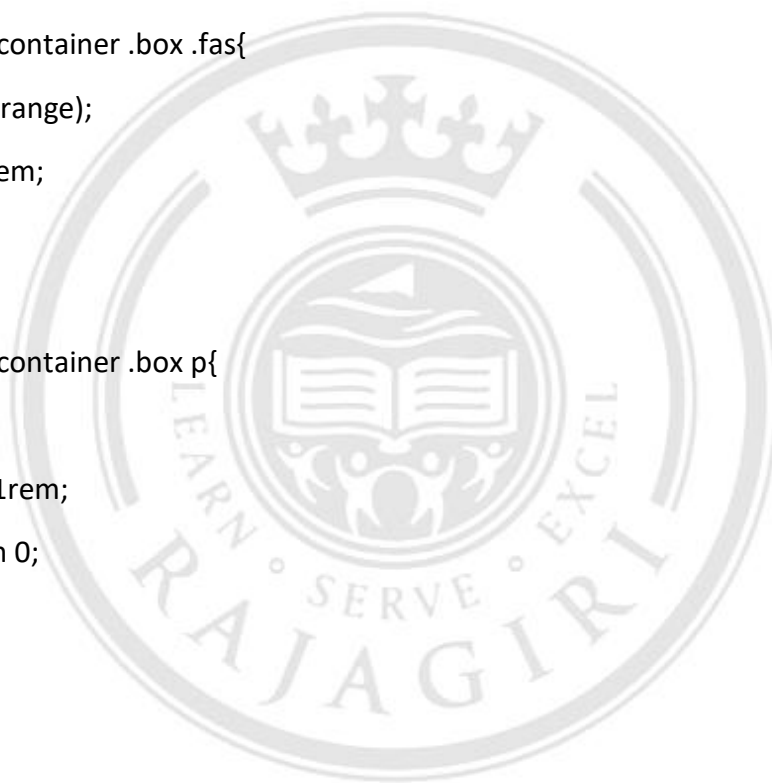 container .box .fas{
range);
em;
container .box p{
1rem;
n 0;
LEARN ° SERVE ° EXCEL
RAJAGIRI